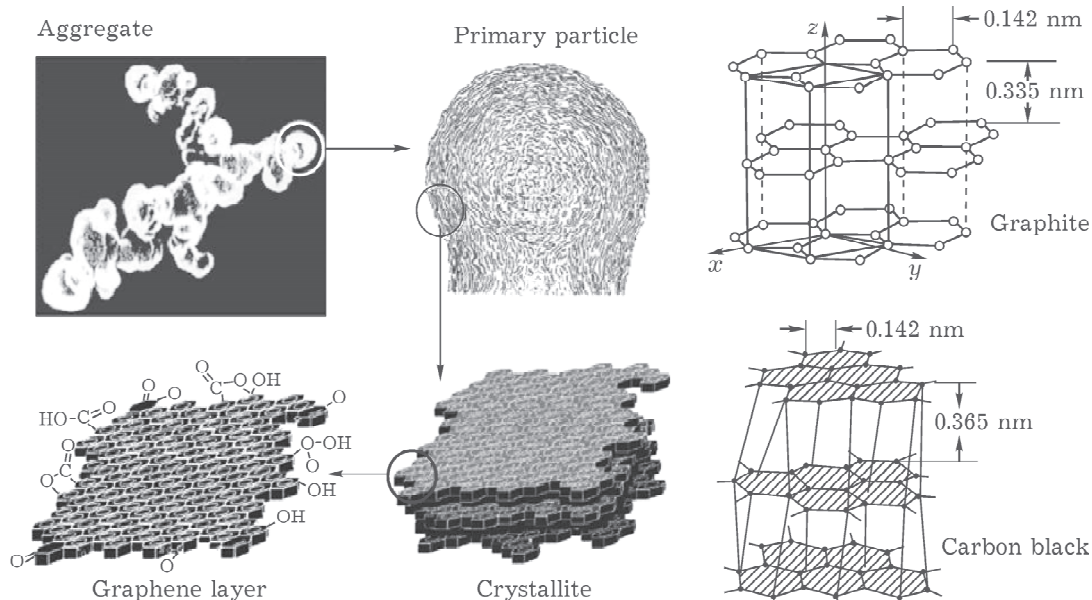 Aggregate
Primary particle
z
0.142 nm
0.335 nm
Graphite
x
y
0.142 nm
0.365 nm
Carbon black
O
C
O
OH
O
O
O
HO
C
O
O
C
O
O
OH
O
OH
OH
O
O
Graphene layer
Crystallite